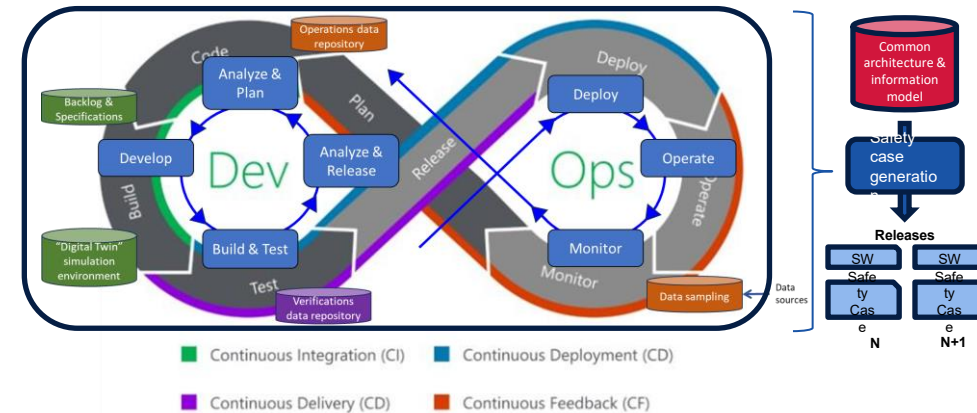 Operations data
repository
Code
Analyze &
Plan
Backlog &
Specifications
Plan
Develop
Dev
Analyze &
Release
Build
Build & Test
"Digital Twin"
simulation
environment
Test
Verifications
data repository
Release
Deploy
Deploy
Ops
Operate
Operate
Monitor
Monitor
Data sampling
Data
sources
Common
architecture &
information
model
Safety
case
generatio
n
Releases
SW
SW
Safe
ty
Cas
e
Safe
ty
Cas
e
N
N+1
Continuous Integration (CI)
Continuous Deployment (CD)
Continuous Delivery (CD)
Continuous Feedback (CF)